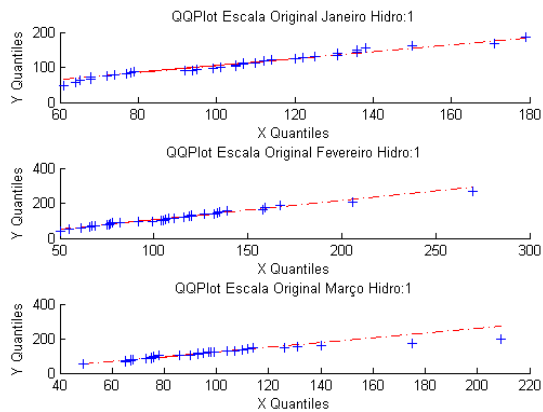 QQPlot Escala Original Janeiro Hidro:1
200
100
0
Y Quantiles
60 80 100 120 140 160 180
X Quantiles
QQPlot Escala Original Fevereiro Hidro:1
400
200
0
Y Quantiles
50 100 150 200 250 300
X Quantiles
QQPlot Escala Original Março Hidro:1
400
200
0
Y Quantiles
40 60 80 100 120 140 160 180 200 220
X Quantiles